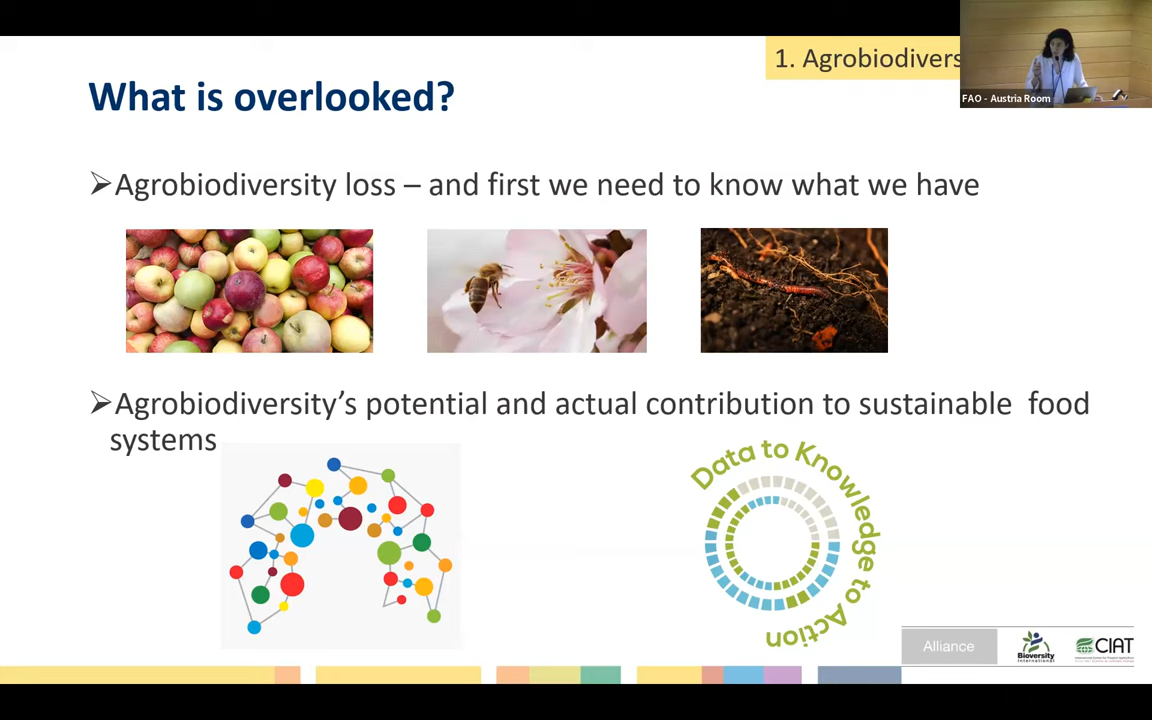 1. Agrobiodivers
FAO - Austria Room
What is overlooked?
➢Agrobiodiversity loss – and first we need to know what we have
➢Agrobiodiversity’s potential and actual contribution to sustainable food
systems
Data to Knowledge to Action
Alliance
Bioversity
International
CIAT